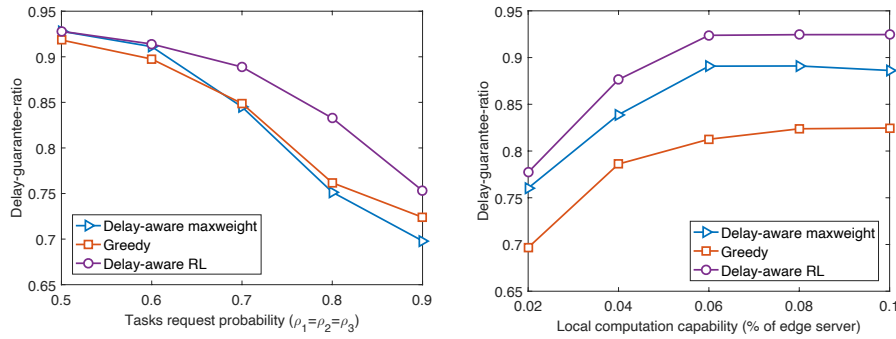 0.95
0.9
0.85
0.8
0.75
0.7
0.65
Delay-guarantee-ratio
Delay-aware maxweight
Greedy
Delay-aware RL
0.5 0.6 0.7 0.8 0.9
Tasks request probability (ρ₁=ρ₂=ρ₃)
0.95
0.9
0.85
0.8
0.75
0.7
0.65
Delay-guarantee-ratio
Delay-aware maxweight
Greedy
Delay-aware RL
0.02 0.04 0.06 0.08 0.1
Local computation capability (% of edge server)